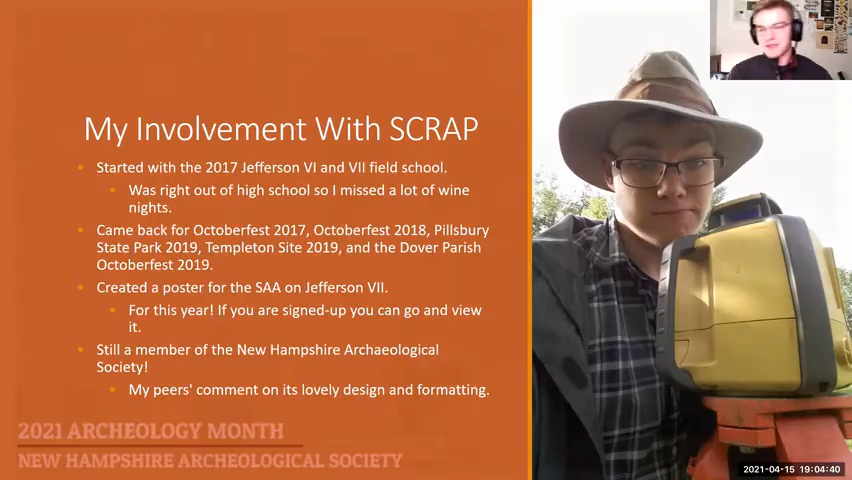 My Involvement With SCRAP
Started with the 2017 Jefferson VI and VII field school.
Was right out of high school so I missed a lot of wine
nights.
Came back for Octoberfest 2017, Octoberfest 2018, Pillsbury
State Park 2019, Templeton Site 2019, and the Dover Parish
Octoberfest 2019.
Created a poster for the SAA on Jefferson VII.
For this year! If you are signed-up you can go and view
it.
Still a member of the New Hampshire Archaeological
Society!
My peers' comment on its lovely design and formatting.
2021 ARCHEOLOGY MONTH
NEW HAMPSHIRE ARCHEOLOGICAL SOCIETY
2021-04-15 19:04:40